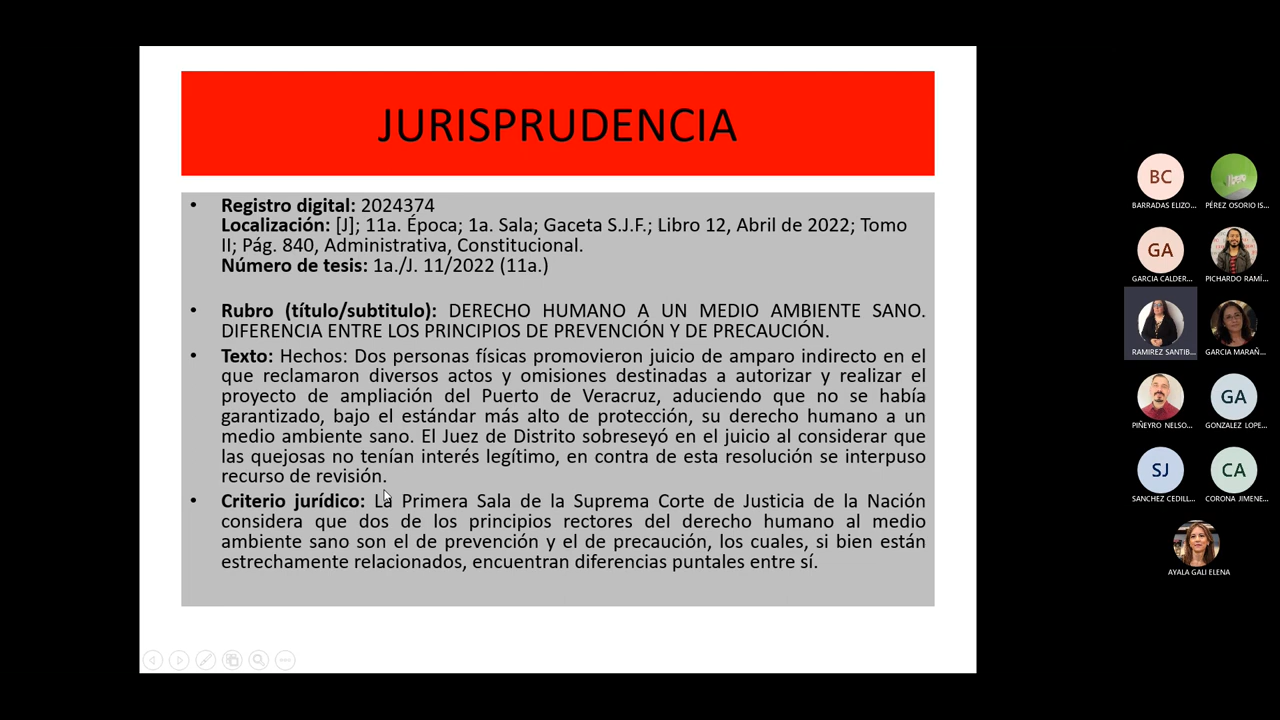 JURISPRUDENCIA
• Registro digital: 2024374
Localización: [J]; 11a. Época; 1a. Sala; Gaceta S.J.F.; Libro 12, Abril de 2022; Tomo
II; Pág. 840, Administrativa, Constitucional.
Número de tesis: 1a./J. 11/2022 (11a.)
• Rubro (título/subtitulo): DERECHO HUMANO A UN MEDIO AMBIENTE SANO.
DIFERENCIA ENTRE LOS PRINCIPIOS DE PREVENCIÓN Y DE PRECAUCIÓN.
• Texto: Hechos: Dos personas físicas promovieron juicio de amparo indirecto en el
que reclamaron diversos actos y omisiones destinadas a autorizar y realizar el
proyecto de ampliación del Puerto de Veracruz, aduciendo que no se había
garantizado, bajo el estándar más alto de protección, su derecho humano a un
medio ambiente sano. El Juez de Distrito sobreseyó en el juicio al considerar que
las quejosas no tenían interés legítimo, en contra de esta resolución se interpuso
recurso de revisión.
• Criterio jurídico: La Primera Sala de la Suprema Corte de Justicia de la Nación
considera que dos de los principios rectores del derecho humano al medio
ambiente sano son el de prevención y el de precaución, los cuales, si bien están
estrechamente relacionados, encuentran diferencias puntales entre sí.
BC
BARRADAS ELIZO...
PÉREZ OSORIO IS...
GA
GARCIA CALDER...
PICHARDO RAMÍ...
RAMIREZ SANTIB...
GARCIA MARAÑ...
PIÑEYRO NELSO...
GA
GONZALEZ LOPE...
SJ
SANCHEZ CEDILL...
CA
CORONA JIMENE...
AYALA GALI ELENA